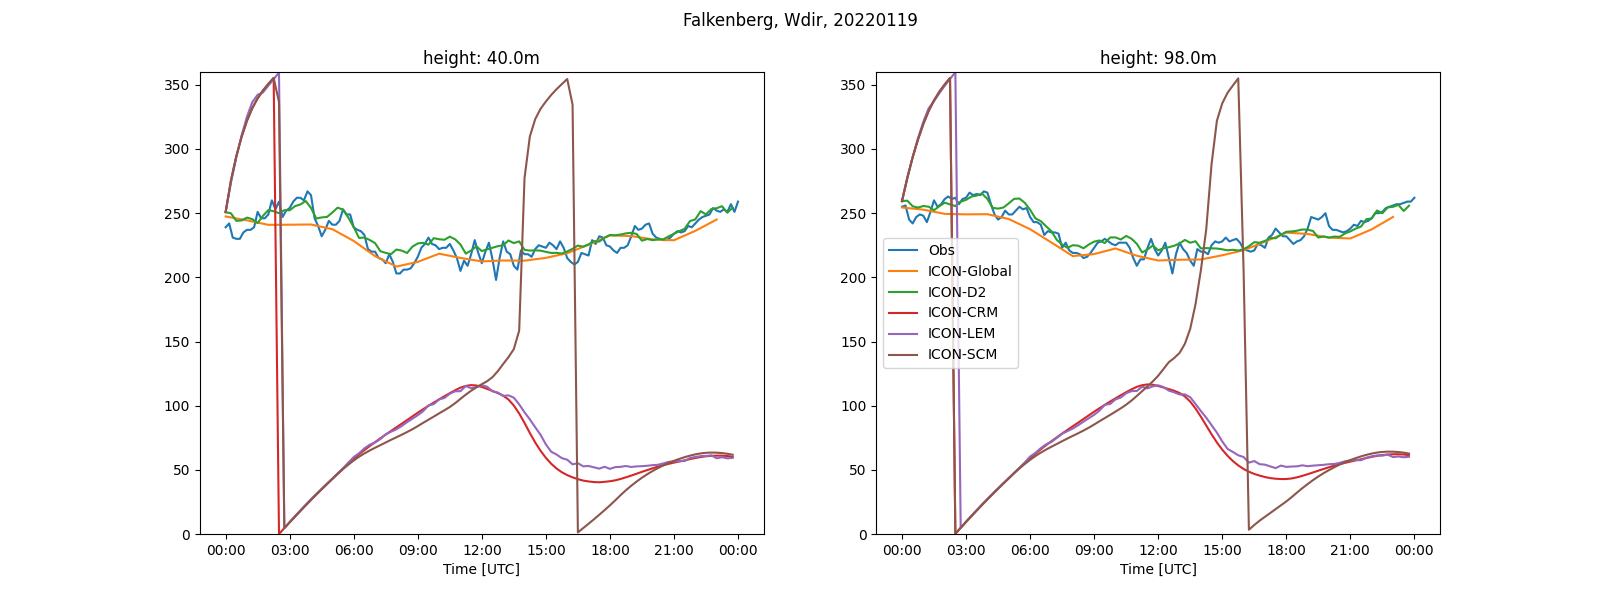 Falkenberg, Wdir, 20220119
height: 40.0m
350
300
250
200
150
100
50
0
00:00 03:00 06:00 09:00 12:00 15:00 18:00 21:00 00:00
Time [UTC]
height: 98.0m
350
300
250
200
150
100
50
0
Obs
ICON-Global
ICON-D2
ICON-CRM
ICON-LEM
ICON-SCM
00:00 03:00 06:00 09:00 12:00 15:00 18:00 21:00 00:00
Time [UTC]